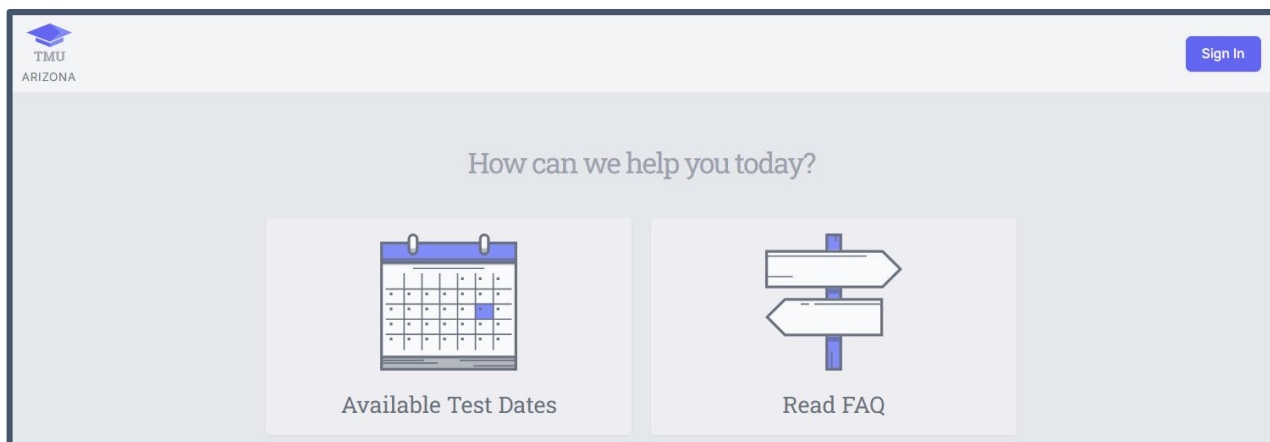 TMU
ARIZONA
Sign In
How can we help you today?
Available Test Dates
Read FAQ